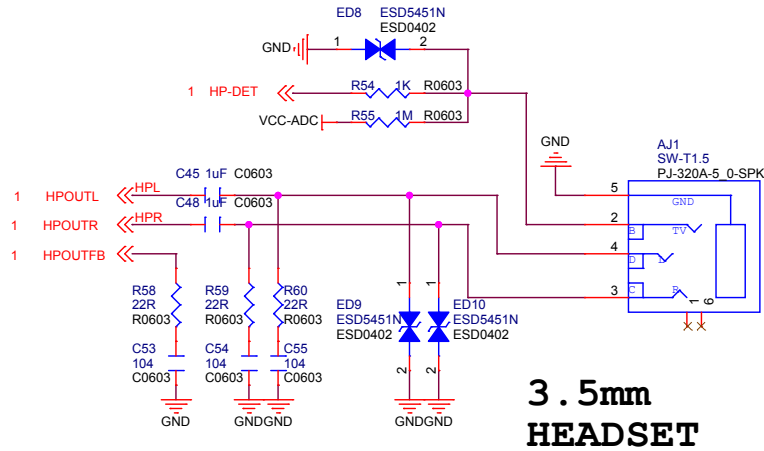 ED8
ESD5451N
ESD0402
GND
1
2
1 HP-DET
R54 1K R0603
VCC-ADC
R55 1M R0603
GND
AJ1
SW-T1.5
PJ-320A-5_0-SPK
C45 1uF C0603
1 HPOUTL HPL
C48 1uF C0603
1 HPOUTR HPR
1 HPOUTFB
5
GND
2
B
TV
4
D
L
3
C
R
1
6
R58
22R
R0603
R59
22R
R0603
R60
22R
R0603
1
1
ED9
ESD5451N
ESD0402
ED10
ESD5451N
ESD0402
2
2
C53
104
C0603
C54
104
C0603
C55
104
C0603
GND
GND
GND
GND
GND
3.5mm
HEADSET